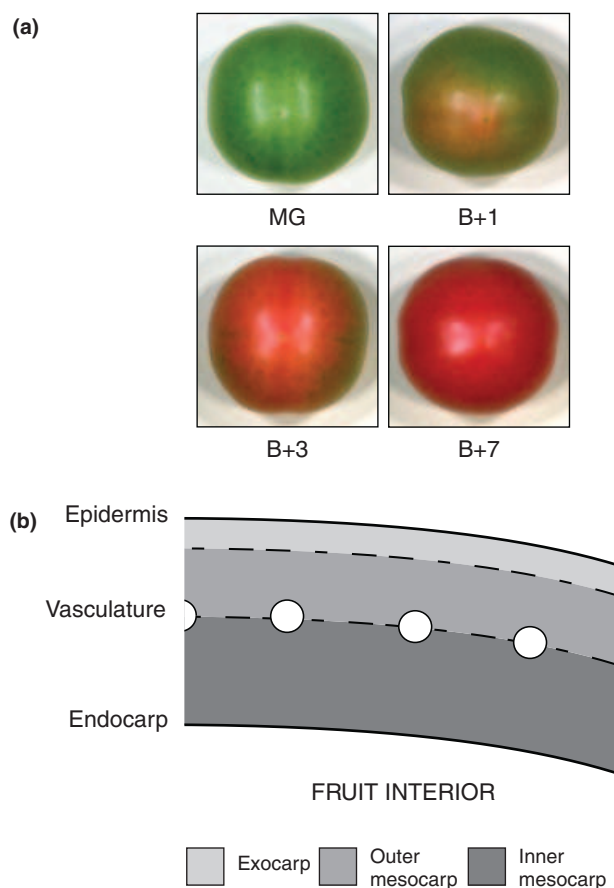 (a)
MG
B+1
B+3
B+7
(b)
Epidermis
Vasculature
Endocarp
FRUIT INTERIOR
Exocarp
Outer
mesocarp
Inner
mesocarp